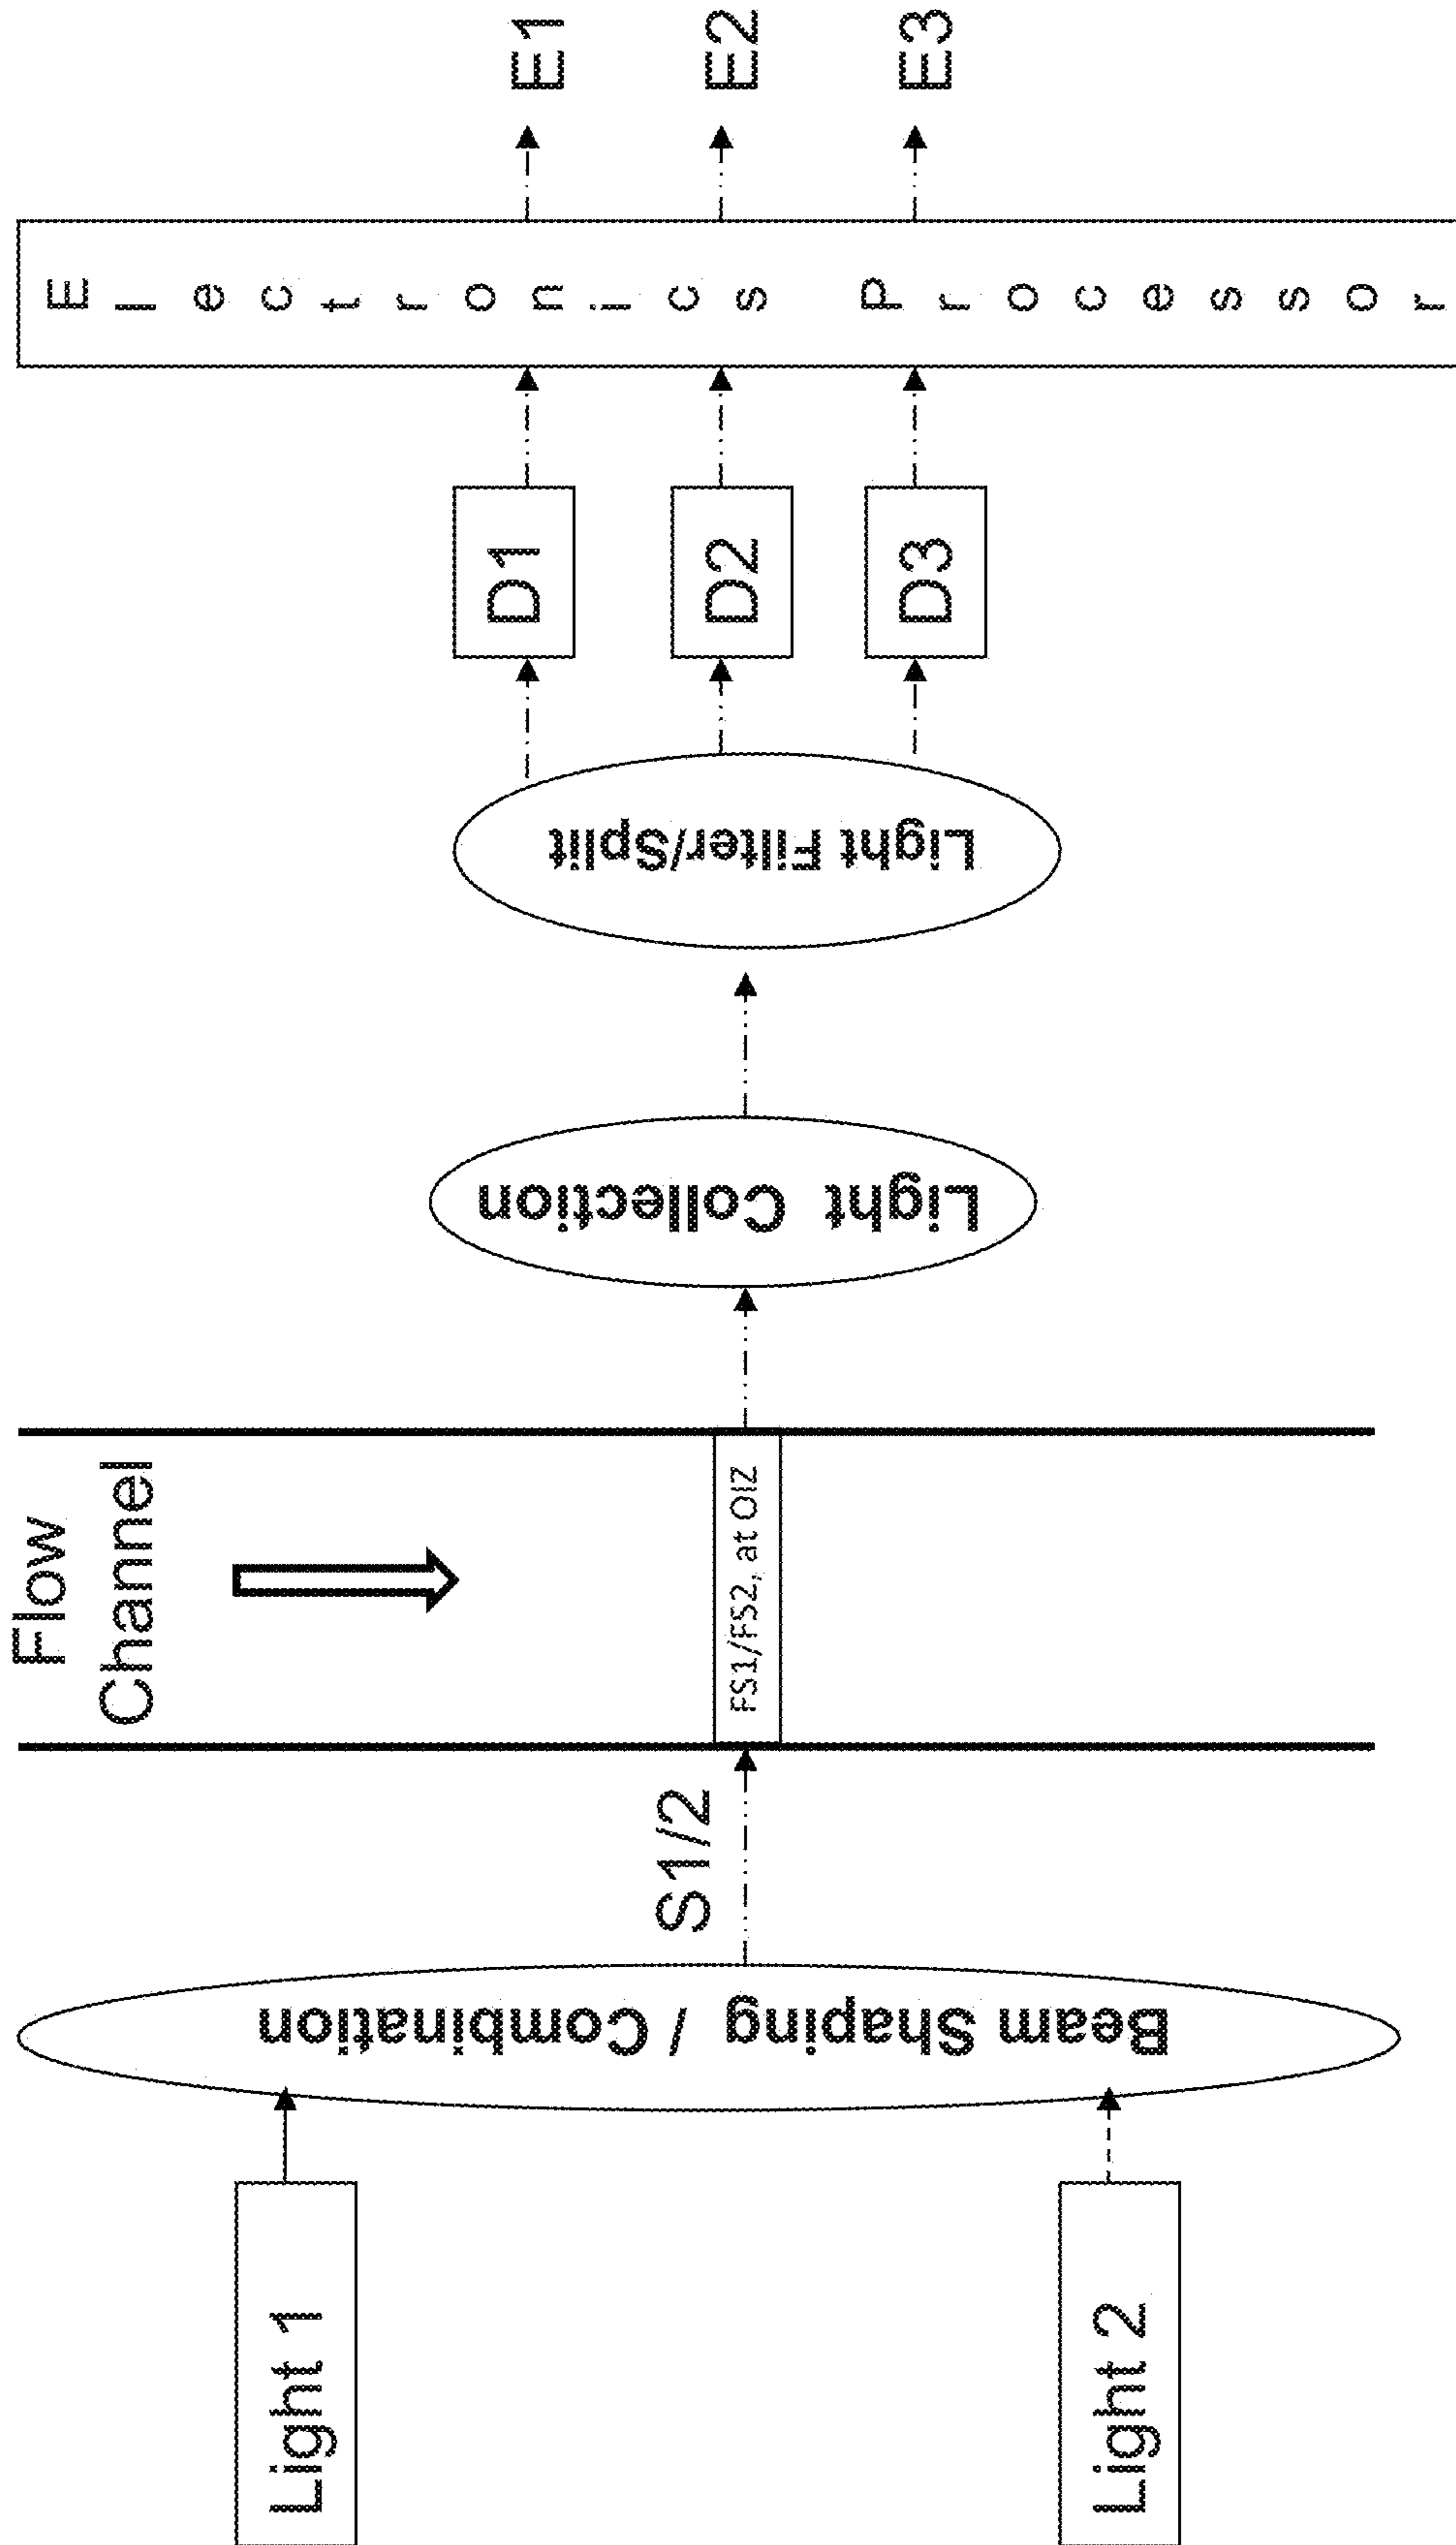 Light 1
Light 2
Beam Shaping / Combination
S1/2
Flow
Channel
FS1/FS2, at OIZ
Light Collection
Light Filter/Split
D1
D2
D3
Electronics Processor
E1
E2
E3